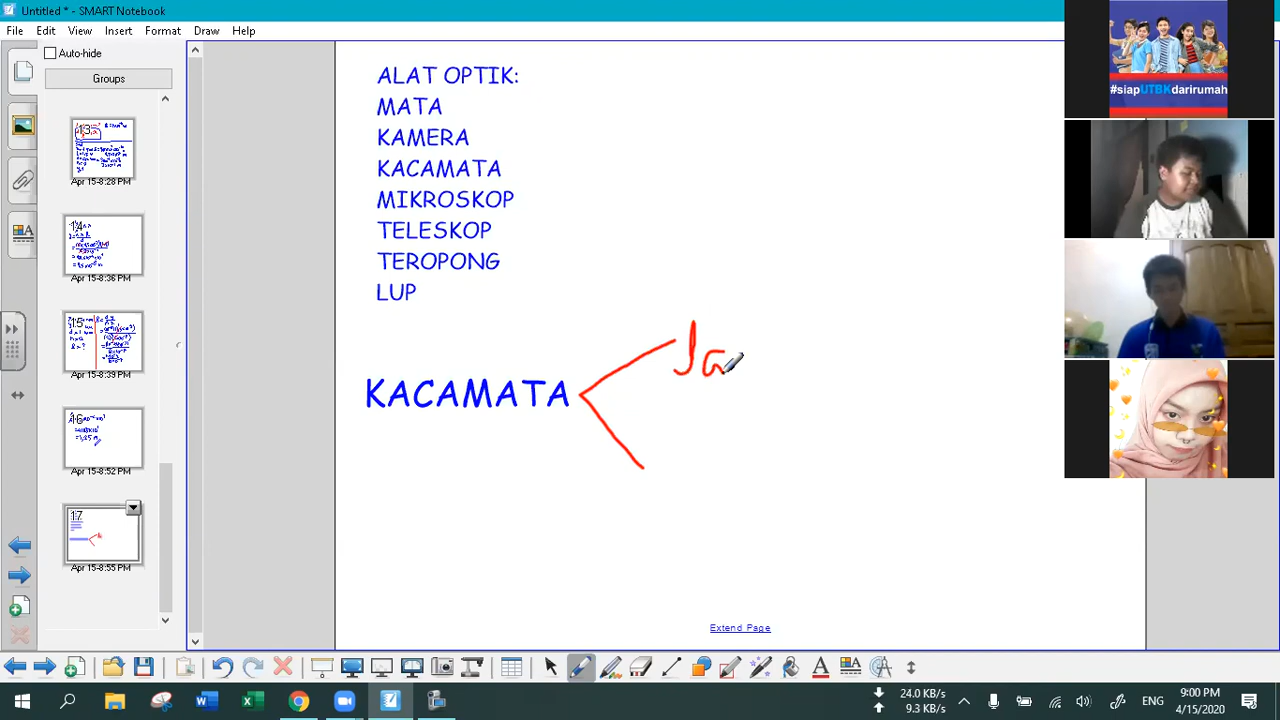 Untitled * - SMART Notebook
File Edit View Insert Format Draw Help
Auto-hide
Groups
Apr 15-8:28 PM
Apr 15-8:36 PM
Apr 15-8:39 PM
Apr 15-8:52 PM
17
Apr 15-8:55 PM
ALAT OPTIK:
MATA
KAMERA
KACAMATA
MIKROSKOP
TELESKOP
TEROPONG
LUP
Ja
KACAMATA
Extend Page
#siapUTBKdarirumah
24.0 KB/s
9.3 KB/s
ENG
9:00 PM
4/15/2020